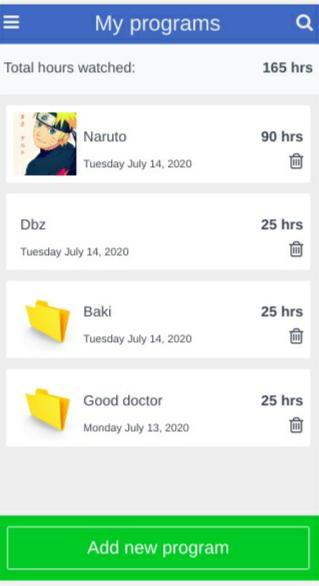 My programs
Total hours watched: 165 hrs
Naruto 90 hrs
Tuesday July 14, 2020
Dbz 25 hrs
Tuesday July 14, 2020
Baki 25 hrs
Tuesday July 14, 2020
Good doctor 25 hrs
Monday July 13, 2020
Add new program